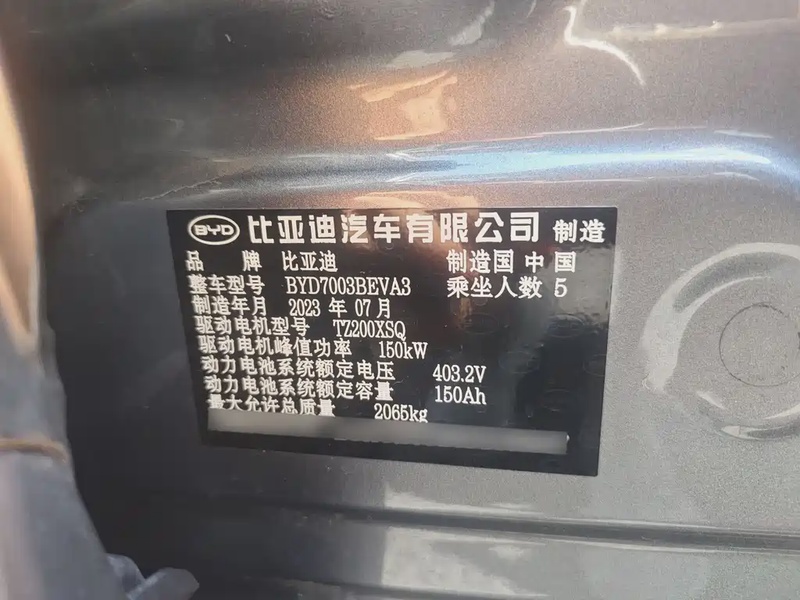 BYD 比亚迪汽车有限公司 制造
品 牌 比亚迪 制造国 中国
整车型号 BYD7003BEVA3 乘坐人数 5
制造年月 2023 年 07 月
驱动电机型号 TZ200XSQ
驱动电机峰值功率 150kW
动力电池系统额定电压 403.2V
动力电池系统额定容量 150Ah
最大允许总质量 2065kg